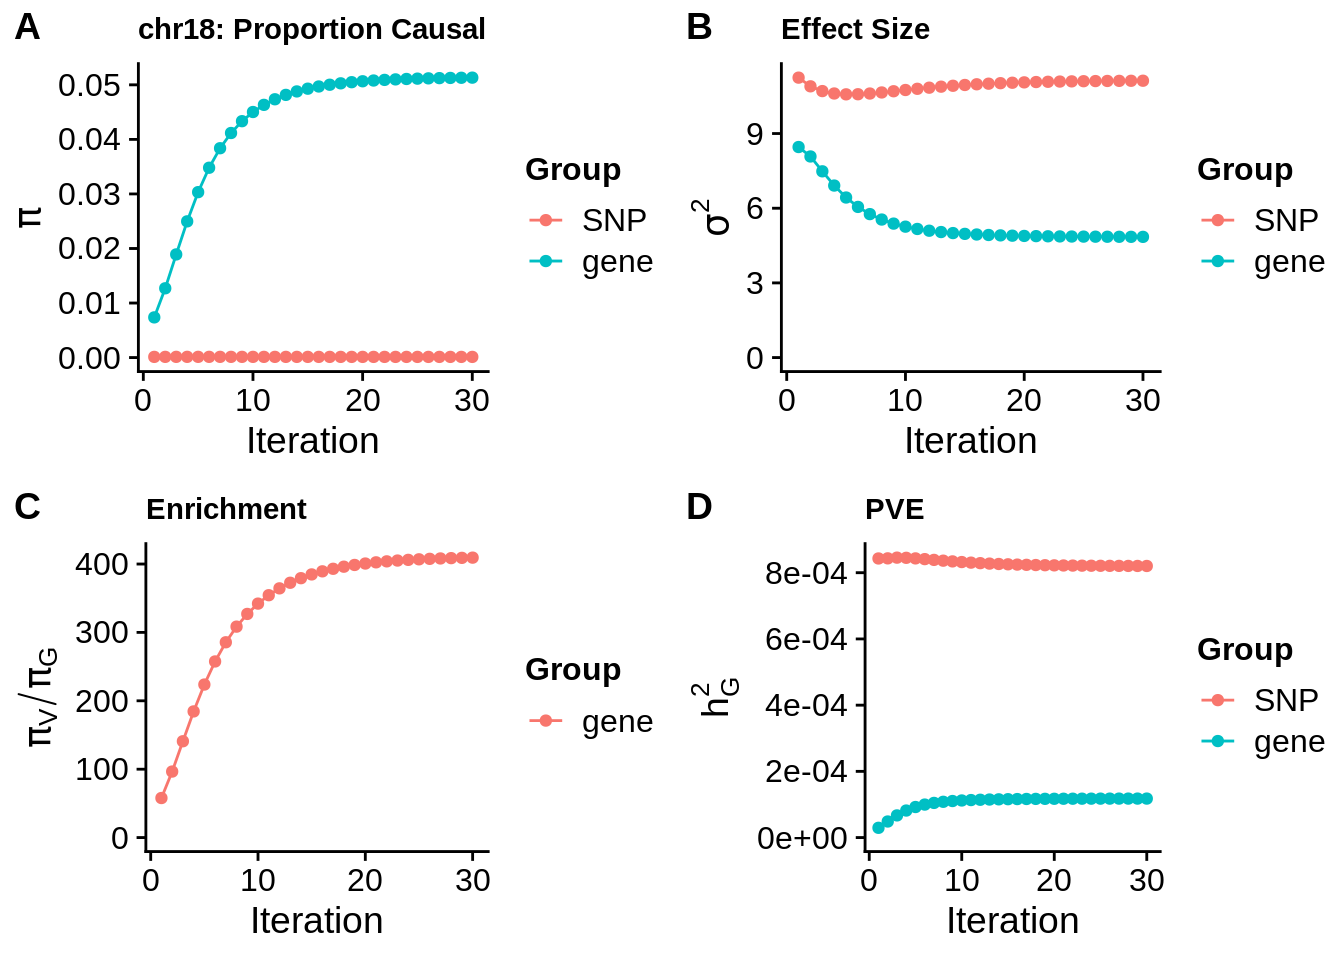 A
chr18: Proportion Causal
π
0.05
0.04
0.03
0.02
0.01
0.00
0 10 20 30
Iteration
Group
SNP
gene
B
Effect Size
σ²
9
6
3
0
0 10 20 30
Iteration
Group
SNP
gene
C
Enrichment
π_V/π_G
400
300
200
100
0
0 10 20 30
Iteration
Group
gene
D
PVE
h²_G
8e-04
6e-04
4e-04
2e-04
0e+00
0 10 20 30
Iteration
Group
SNP
gene